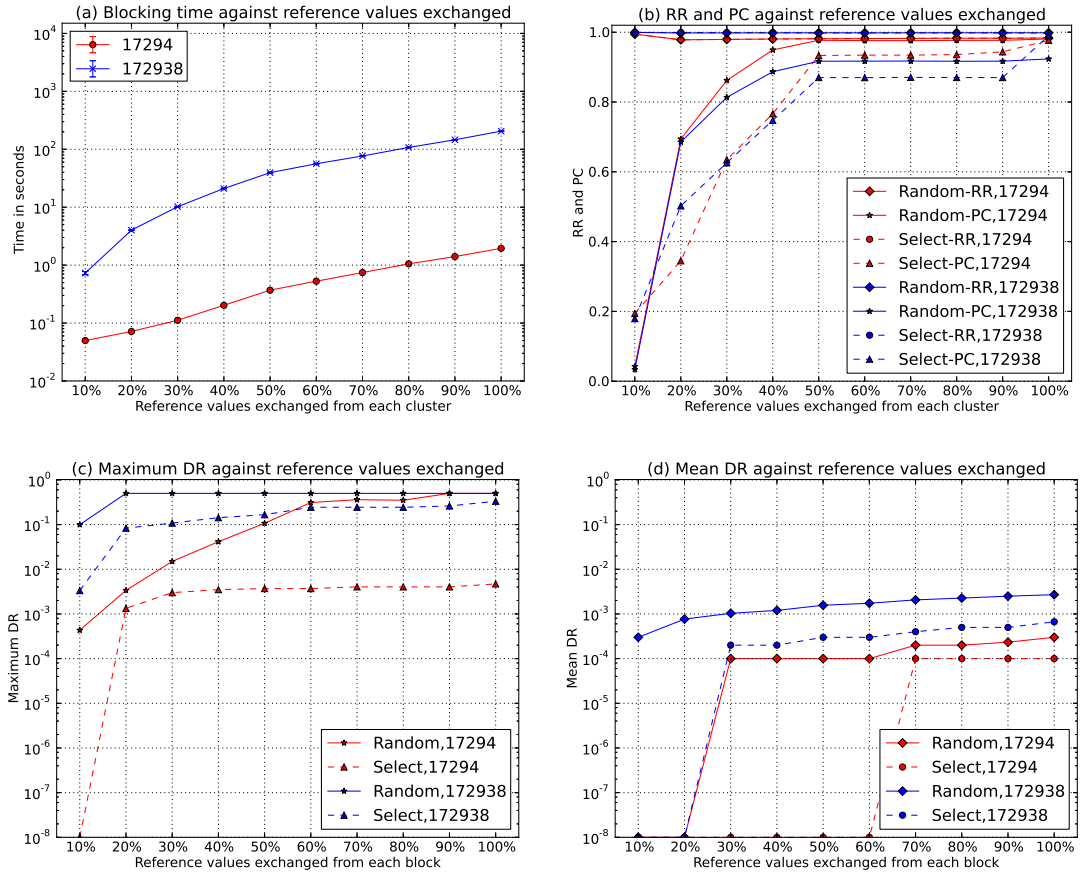 (a) Blocking time against reference values exchanged
10^4
10^3
10^2
10^1
10^0
10^-1
10^-2
Time in seconds
17294
172938
10% 20% 30% 40% 50% 60% 70% 80% 90% 100%
Reference values exchanged from each cluster
(b) RR and PC against reference values exchanged
1.0
0.8
0.6
0.4
0.2
0.0
RR and PC
Random-RR,17294
Random-PC,17294
Select-RR,17294
Select-PC,17294
Random-RR,172938
Random-PC,172938
Select-RR,172938
Select-PC,172938
10% 20% 30% 40% 50% 60% 70% 80% 90% 100%
Reference values exchanged from each cluster
(c) Maximum DR against reference values exchanged
10^0
10^-1
10^-2
10^-3
10^-4
10^-5
10^-6
10^-7
10^-8
Maximum DR
Random,17294
Select,17294
Random,172938
Select,172938
10% 20% 30% 40% 50% 60% 70% 80% 90% 100%
Reference values exchanged from each block
(d) Mean DR against reference values exchanged
10^0
10^-1
10^-2
10^-3
10^-4
10^-5
10^-6
10^-7
10^-8
Mean DR
Random,17294
Select,17294
Random,172938
Select,172938
10% 20% 30% 40% 50% 60% 70% 80% 90% 100%
Reference values exchanged from each block